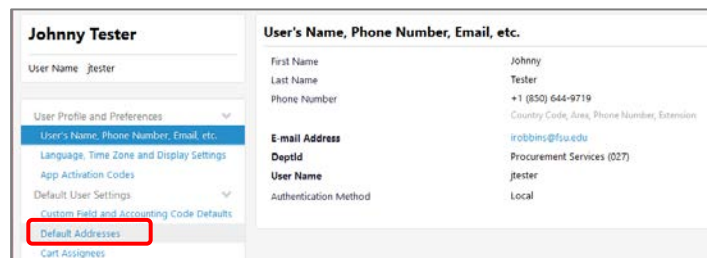 Johnny Tester
User Name jtester
User Profile and Preferences
User's Name, Phone Number, Email, etc.
Language, Time Zone and Display Settings
App Activation Codes
Default User Settings
Custom Field and Accounting Code Defaults
Default Addresses
Cart Assignees
User's Name, Phone Number, Email, etc.
First Name Johnny
Last Name Tester
Phone Number +1 (850) 644-9719
Country Code, Area, Phone Number, Extension
E-mail Address irobbins@fsu.edu
DeptId Procurement Services (027)
User Name jtester
Authentication Method Local